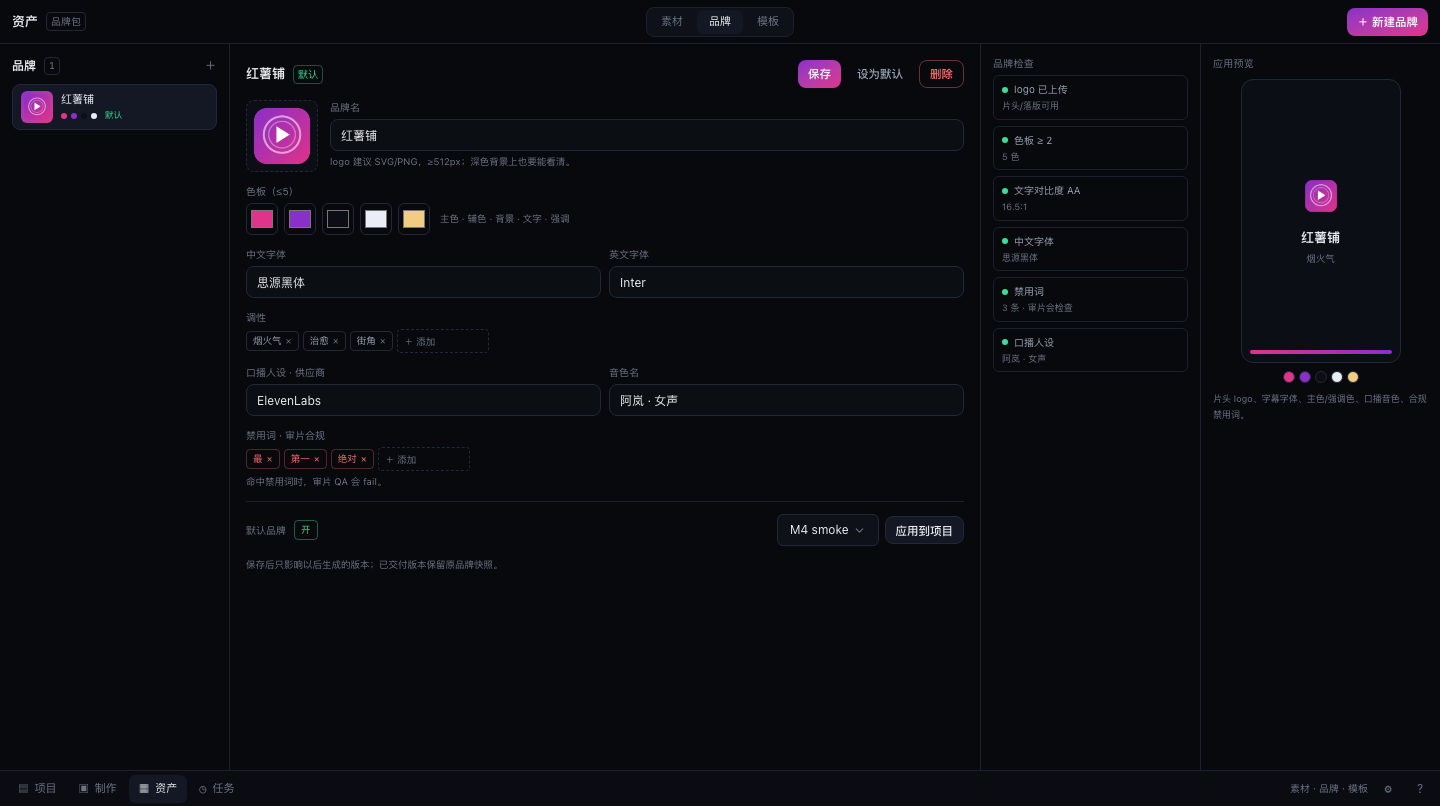 资产 品牌包
素材 品牌 模板
+ 新建品牌
品牌 1 +
红薯铺
默认
红薯铺 默认
保存 设为默认 删除
品牌名
红薯铺
logo 建议 SVG/PNG，≥512px；深色背景上也要能看清。
色板（≤5）
主色 · 辅色 · 背景 · 文字 · 强调
中文字体 英文字体
思源黑体 Inter
调性
烟火气 × 治愈 × 街角 × + 添加
口播人设 · 供应商 音色名
ElevenLabs 阿岚 · 女声
禁用词 · 审片合规
最 × 第一 × 绝对 × + 添加
命中禁用词时，审片 QA 会 fail。
默认品牌 开
M4 smoke 应用到项目
保存后只影响以后生成的版本；已交付版本保留原品牌快照。
品牌检查
logo 已上传
片头/落版可用
色板 ≥ 2
5 色
文字对比度 AA
16.5:1
中文字体
思源黑体
禁用词
3 条 · 审片会检查
口播人设
阿岚 · 女声
应用预览
红薯铺
烟火气
片头 logo、字幕字体、主色/强调色、口播音色、合规
禁用词。
项目 制作 资产 任务
素材 · 品牌 · 模板 ?